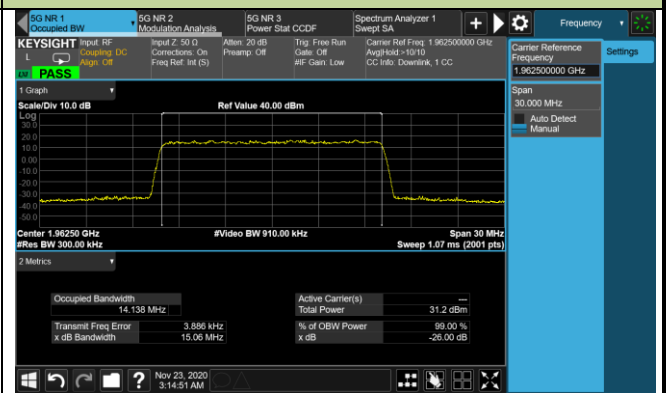 5G NR 1
Occupied BW
5G NR 2
Modulation Analysis
5G NR 3
Power Stat CCDF
Spectrum Analyzer 1
Swept SA
Frequency
KEYSIGHT
L
PASS
Input: RF
Coupling: DC
Align: Off
Input Z: 50 Ω
Corrections: On
Freq Ref: Int (S)
Atten: 20 dB
Preamp: Off
Trig: Free Run
Gate: Off
#IF Gain: Low
Carrier Ref Freq: 1.962500000 GHz
Avg|Hold:>10/10
CC Info: Downlink, 1 CC
Carrier Reference
Frequency
1.962500000 GHz
Settings
Span
30.000 MHz
Auto Detect
Manual
1 Graph
Scale/Div 10.0 dB
Ref Value 40.00 dBm
Log
30.0
20.0
10.0
0.00
-10.0
-20.0
-30.0
-40.0
-50.0
Center 1.96250 GHz
#Video BW 910.00 kHz
Span 30 MHz
#Res BW 300.00 kHz
Sweep 1.07 ms (2001 pts)
2 Metrics
Occupied Bandwidth
14.138 MHz
Active Carrier(s)
---
Total Power
31.2 dBm
Transmit Freq Error
3.886 kHz
% of OBW Power
99.00 %
x dB Bandwidth
15.06 MHz
x dB
-26.00 dB
Nov 23, 2020
3:14:51 AM